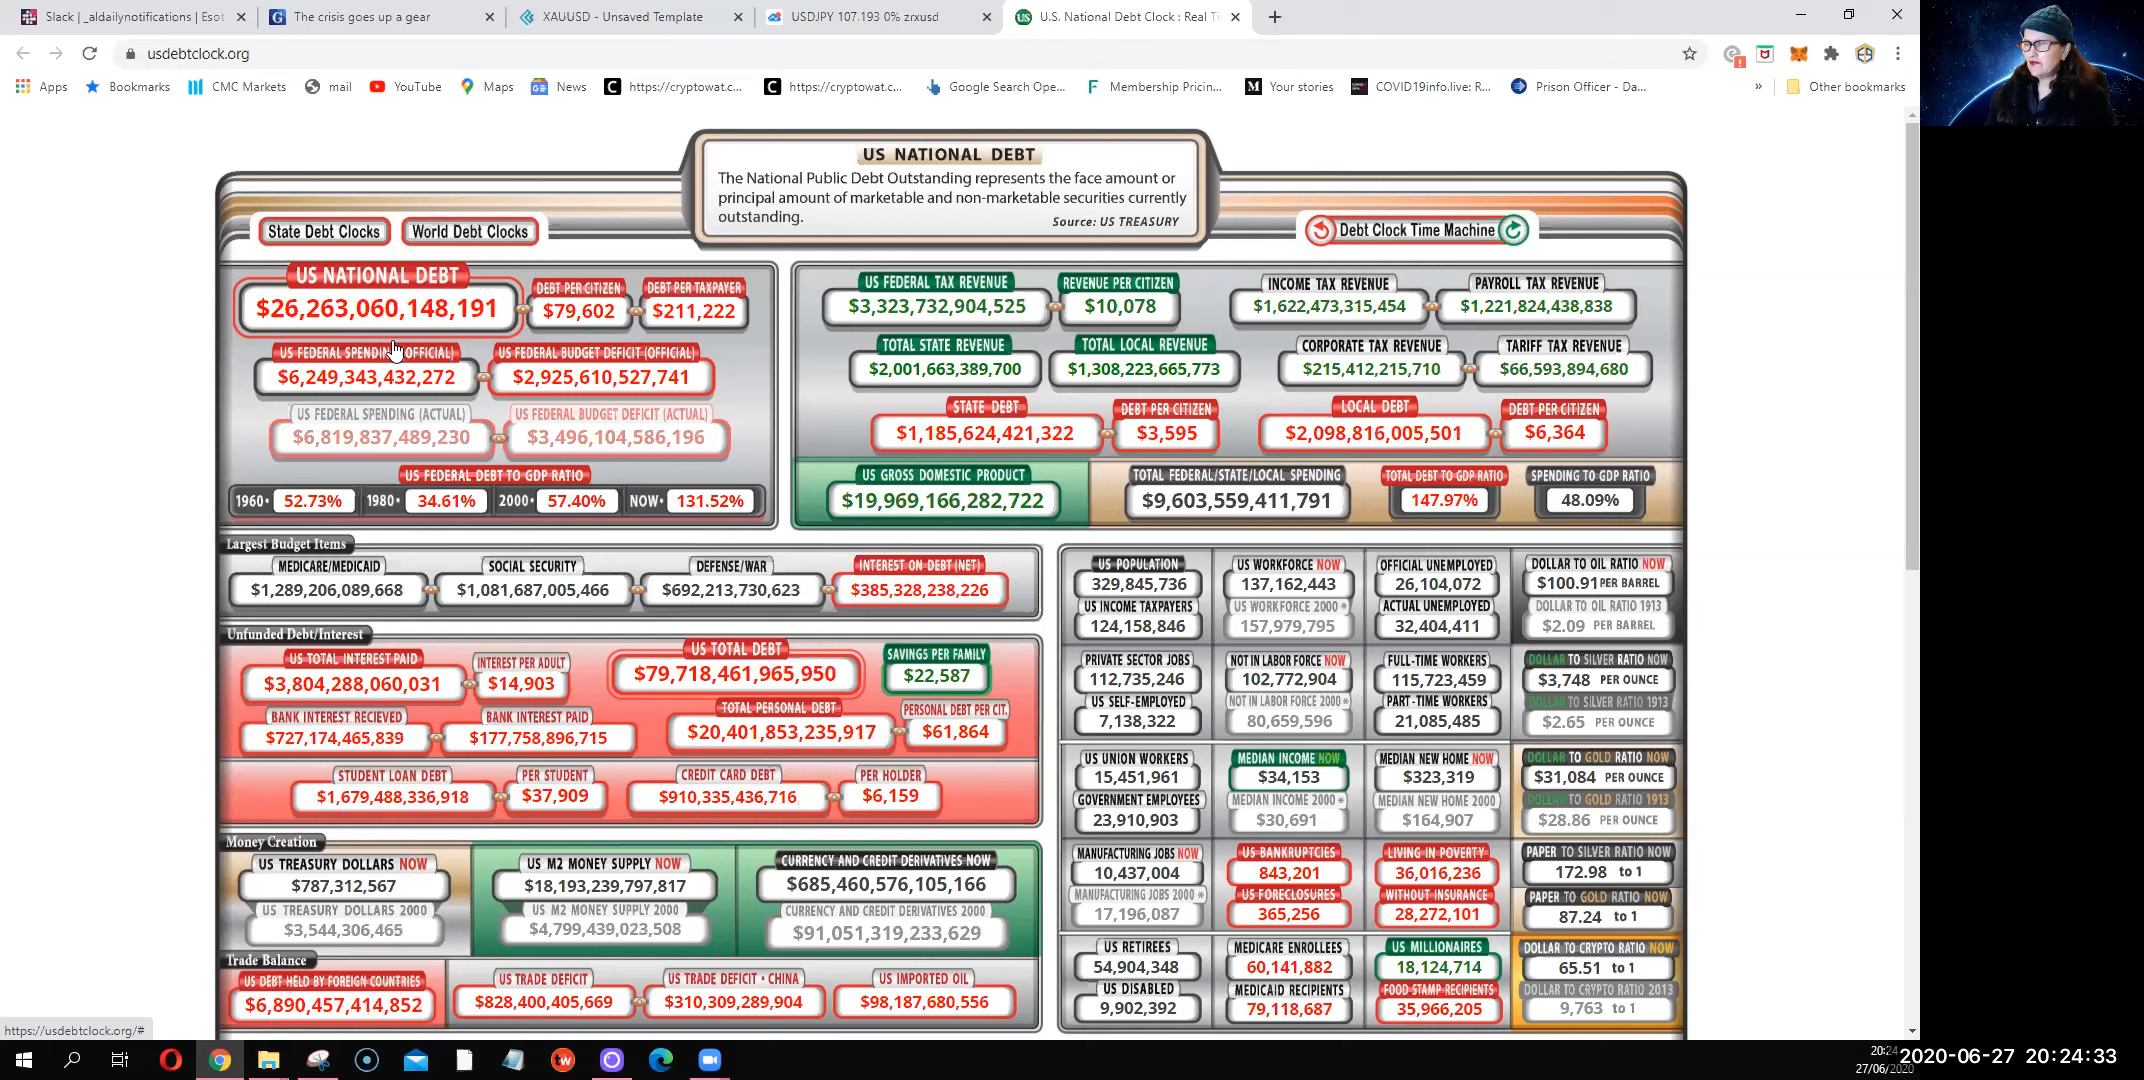 Slack | _aldailynotifications | Esot
The crisis goes up a gear
XAUUSD - Unsaved Template
USDJPY 107.193 0% zrxusd
U.S. National Debt Clock : Real Ti
usdebtclock.org
Apps
Bookmarks
CMC Markets
mail
YouTube
Maps
News
https://cryptowat.c...
https://cryptowat.c...
Google Search Ope...
Membership Pricin...
Your stories
COVID19info.live: R...
Prison Officer - Da...
»
Other bookmarks
US NATIONAL DEBT
The National Public Debt Outstanding represents the face amount or
principal amount of marketable and non-marketable securities currently
outstanding.
Source: US TREASURY
State Debt Clocks
World Debt Clocks
Debt Clock Time Machine
US NATIONAL DEBT
$26,263,060,148,191
DEBT PER CITIZEN
$79,602
DEBT PER TAXPAYER
$211,222
US FEDERAL SPENDING (OFFICIAL)
$6,249,343,432,272
US FEDERAL BUDGET DEFICIT (OFFICIAL)
$2,925,610,527,741
US FEDERAL SPENDING (ACTUAL)
$6,819,837,489,230
US FEDERAL BUDGET DEFICIT (ACTUAL)
$3,496,104,586,196
US FEDERAL DEBT TO GDP RATIO
1960• 52.73% 1980• 34.61% 2000• 57.40% NOW• 131.52%
US FEDERAL TAX REVENUE
$3,323,732,904,525
REVENUE PER CITIZEN
$10,078
INCOME TAX REVENUE
$1,622,473,315,454
PAYROLL TAX REVENUE
$1,221,824,438,838
TOTAL STATE REVENUE
$2,001,663,389,700
TOTAL LOCAL REVENUE
$1,308,223,665,773
CORPORATE TAX REVENUE
$215,412,215,710
TARIFF TAX REVENUE
$66,593,894,680
STATE DEBT
$1,185,624,421,322
DEBT PER CITIZEN
$3,595
LOCAL DEBT
$2,098,816,005,501
DEBT PER CITIZEN
$6,364
US GROSS DOMESTIC PRODUCT
$19,969,166,282,722
TOTAL FEDERAL/STATE/LOCAL SPENDING
$9,603,559,411,791
TOTAL DEBT TO GDP RATIO
147.97%
SPENDING TO GDP RATIO
48.09%
Largest Budget Items
MEDICARE/MEDICAID
$1,289,206,089,668
SOCIAL SECURITY
$1,081,687,005,466
DEFENSE/WAR
$692,213,730,623
INTEREST ON DEBT (NET)
$385,328,238,226
Unfunded Debt/Interest
US TOTAL INTEREST PAID
$3,804,288,060,031
INTEREST PER ADULT
$14,903
US TOTAL DEBT
$79,718,461,965,950
SAVINGS PER FAMILY
$22,587
BANK INTEREST RECIEVED
$727,174,465,839
BANK INTEREST PAID
$177,758,896,715
TOTAL PERSONAL DEBT
$20,401,853,235,917
PERSONAL DEBT PER CIT.
$61,864
STUDENT LOAN DEBT
$1,679,488,336,918
PER STUDENT
$37,909
CREDIT CARD DEBT
$910,335,436,716
PER HOLDER
$6,159
Money Creation
US TREASURY DOLLARS NOW
$787,312,567
US TREASURY DOLLARS 2000
$3,544,306,465
US M2 MONEY SUPPLY NOW
$18,193,239,797,817
US M2 MONEY SUPPLY 2000
$4,799,439,023,508
CURRENCY AND CREDIT DERIVATIVES NOW
$685,460,576,105,166
CURRENCY AND CREDIT DERIVATIVES 2000
$91,051,319,233,629
Trade Balance
US DEBT HELD BY FOREIGN COUNTRIES
$6,890,457,414,852
US TRADE DEFICIT
$828,400,405,669
US TRADE DEFICIT • CHINA
$310,309,289,904
US IMPORTED OIL
$98,187,680,556
US POPULATION
329,845,736
US INCOME TAXPAYERS
124,158,846
US WORKFORCE NOW
137,162,443
US WORKFORCE 2000 *
157,979,795
OFFICIAL UNEMPLOYED
26,104,072
ACTUAL UNEMPLOYED
32,404,411
DOLLAR TO OIL RATIO NOW
$100.91 PER BARREL
DOLLAR TO OIL RATIO 1913
$2.09 PER BARREL
PRIVATE SECTOR JOBS
112,735,246
US SELF-EMPLOYED
7,138,322
NOT IN LABOR FORCE NOW
102,772,904
NOT IN LABOR FORCE 2000 *
80,659,596
FULL-TIME WORKERS
115,723,459
PART-TIME WORKERS
21,085,485
DOLLAR TO SILVER RATIO NOW
$3,748 PER OUNCE
DOLLAR TO SILVER RATIO 1913
$2.65 PER OUNCE
US UNION WORKERS
15,451,961
GOVERNMENT EMPLOYEES
23,910,903
MEDIAN INCOME NOW
$34,153
MEDIAN INCOME 2000 *
$30,691
MEDIAN NEW HOME NOW
$323,319
MEDIAN NEW HOME 2000
$164,907
DOLLAR TO GOLD RATIO NOW
$31,084 PER OUNCE
DOLLAR TO GOLD RATIO 1913
$28.86 PER OUNCE
MANUFACTURING JOBS NOW
10,437,004
MANUFACTURING JOBS 2000 *
17,196,087
US BANKRUPTCIES
843,201
US FORECLOSURES
365,256
LIVING IN POVERTY
36,016,236
WITHOUT INSURANCE
28,272,101
PAPER TO SILVER RATIO NOW
172.98 to 1
PAPER TO GOLD RATIO NOW
87.24 to 1
US RETIREES
54,904,348
US DISABLED
9,902,392
MEDICARE ENROLLEES
60,141,882
MEDICAID RECIPIENTS
79,118,687
US MILLIONAIRES
18,124,714
FOOD STAMP RECIPIENTS
35,966,205
DOLLAR TO CRYPTO RATIO NOW
65.51 to 1
DOLLAR TO CRYPTO RATIO 2013
9,763 to 1
https://usdebtclock.org/#
20:24
27/06/2020
2020-06-27 20:24:33